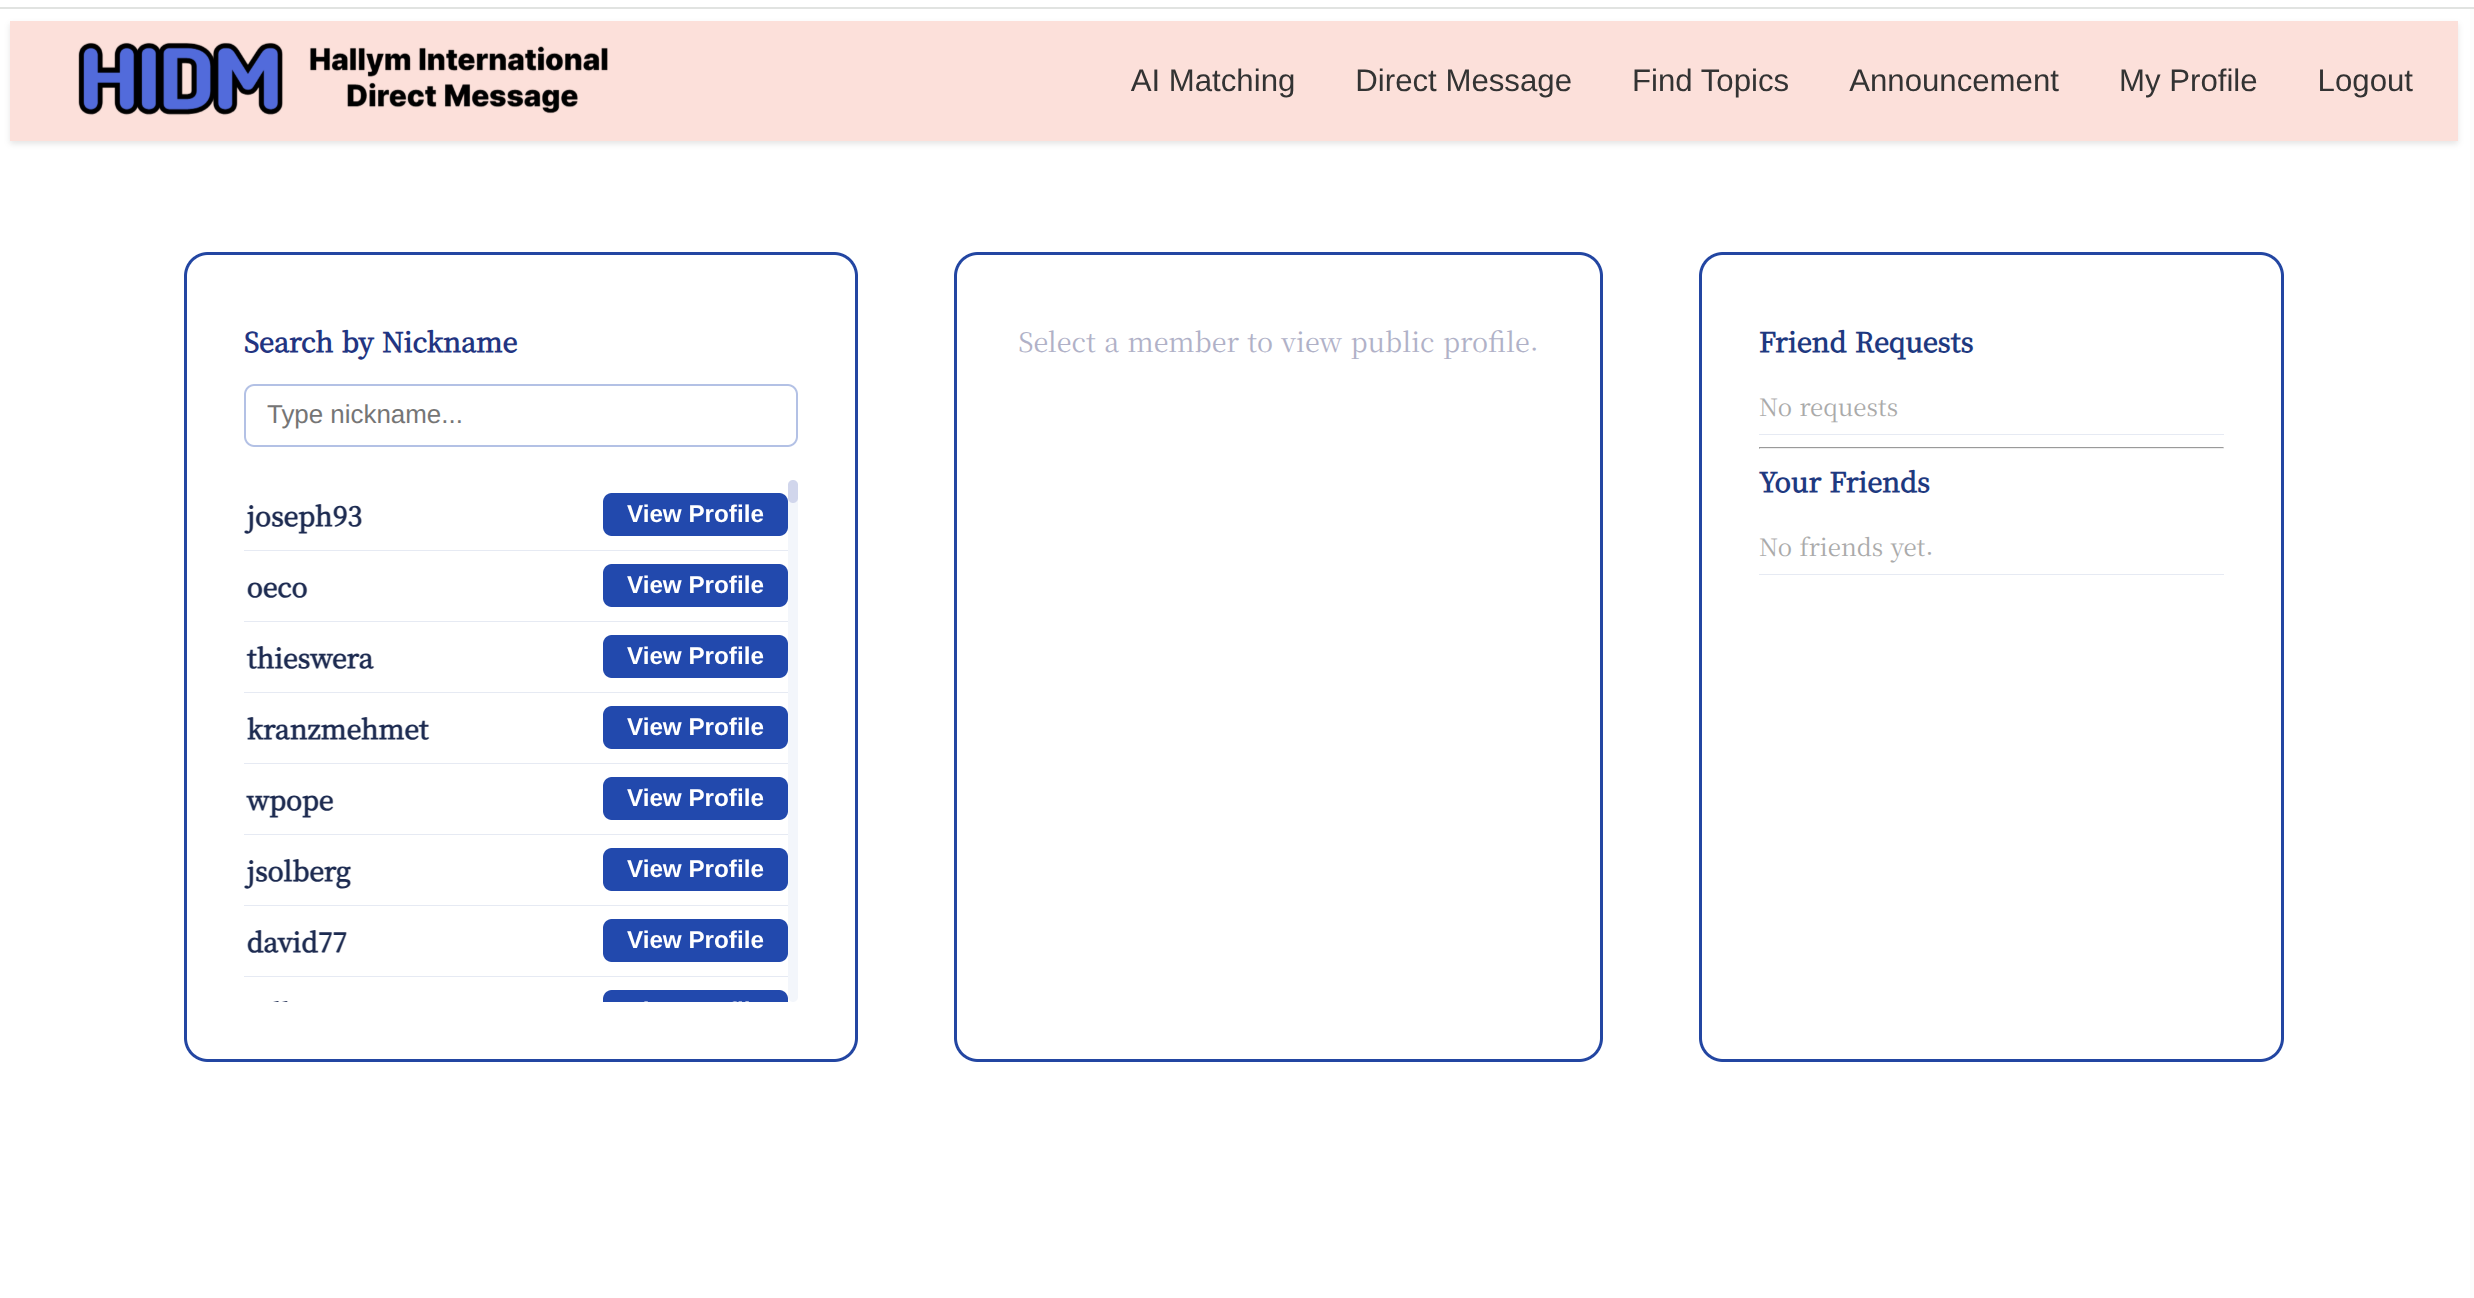 HIDM
Hallym International
Direct Message
AI Matching
Direct Message
Find Topics
Announcement
My Profile
Logout
Search by Nickname
Type nickname...
joseph93
View Profile
oeco
View Profile
thieswera
View Profile
kranzmehmet
View Profile
wpope
View Profile
jsolberg
View Profile
david77
View Profile
Select a member to view public profile.
Friend Requests
No requests
Your Friends
No friends yet.